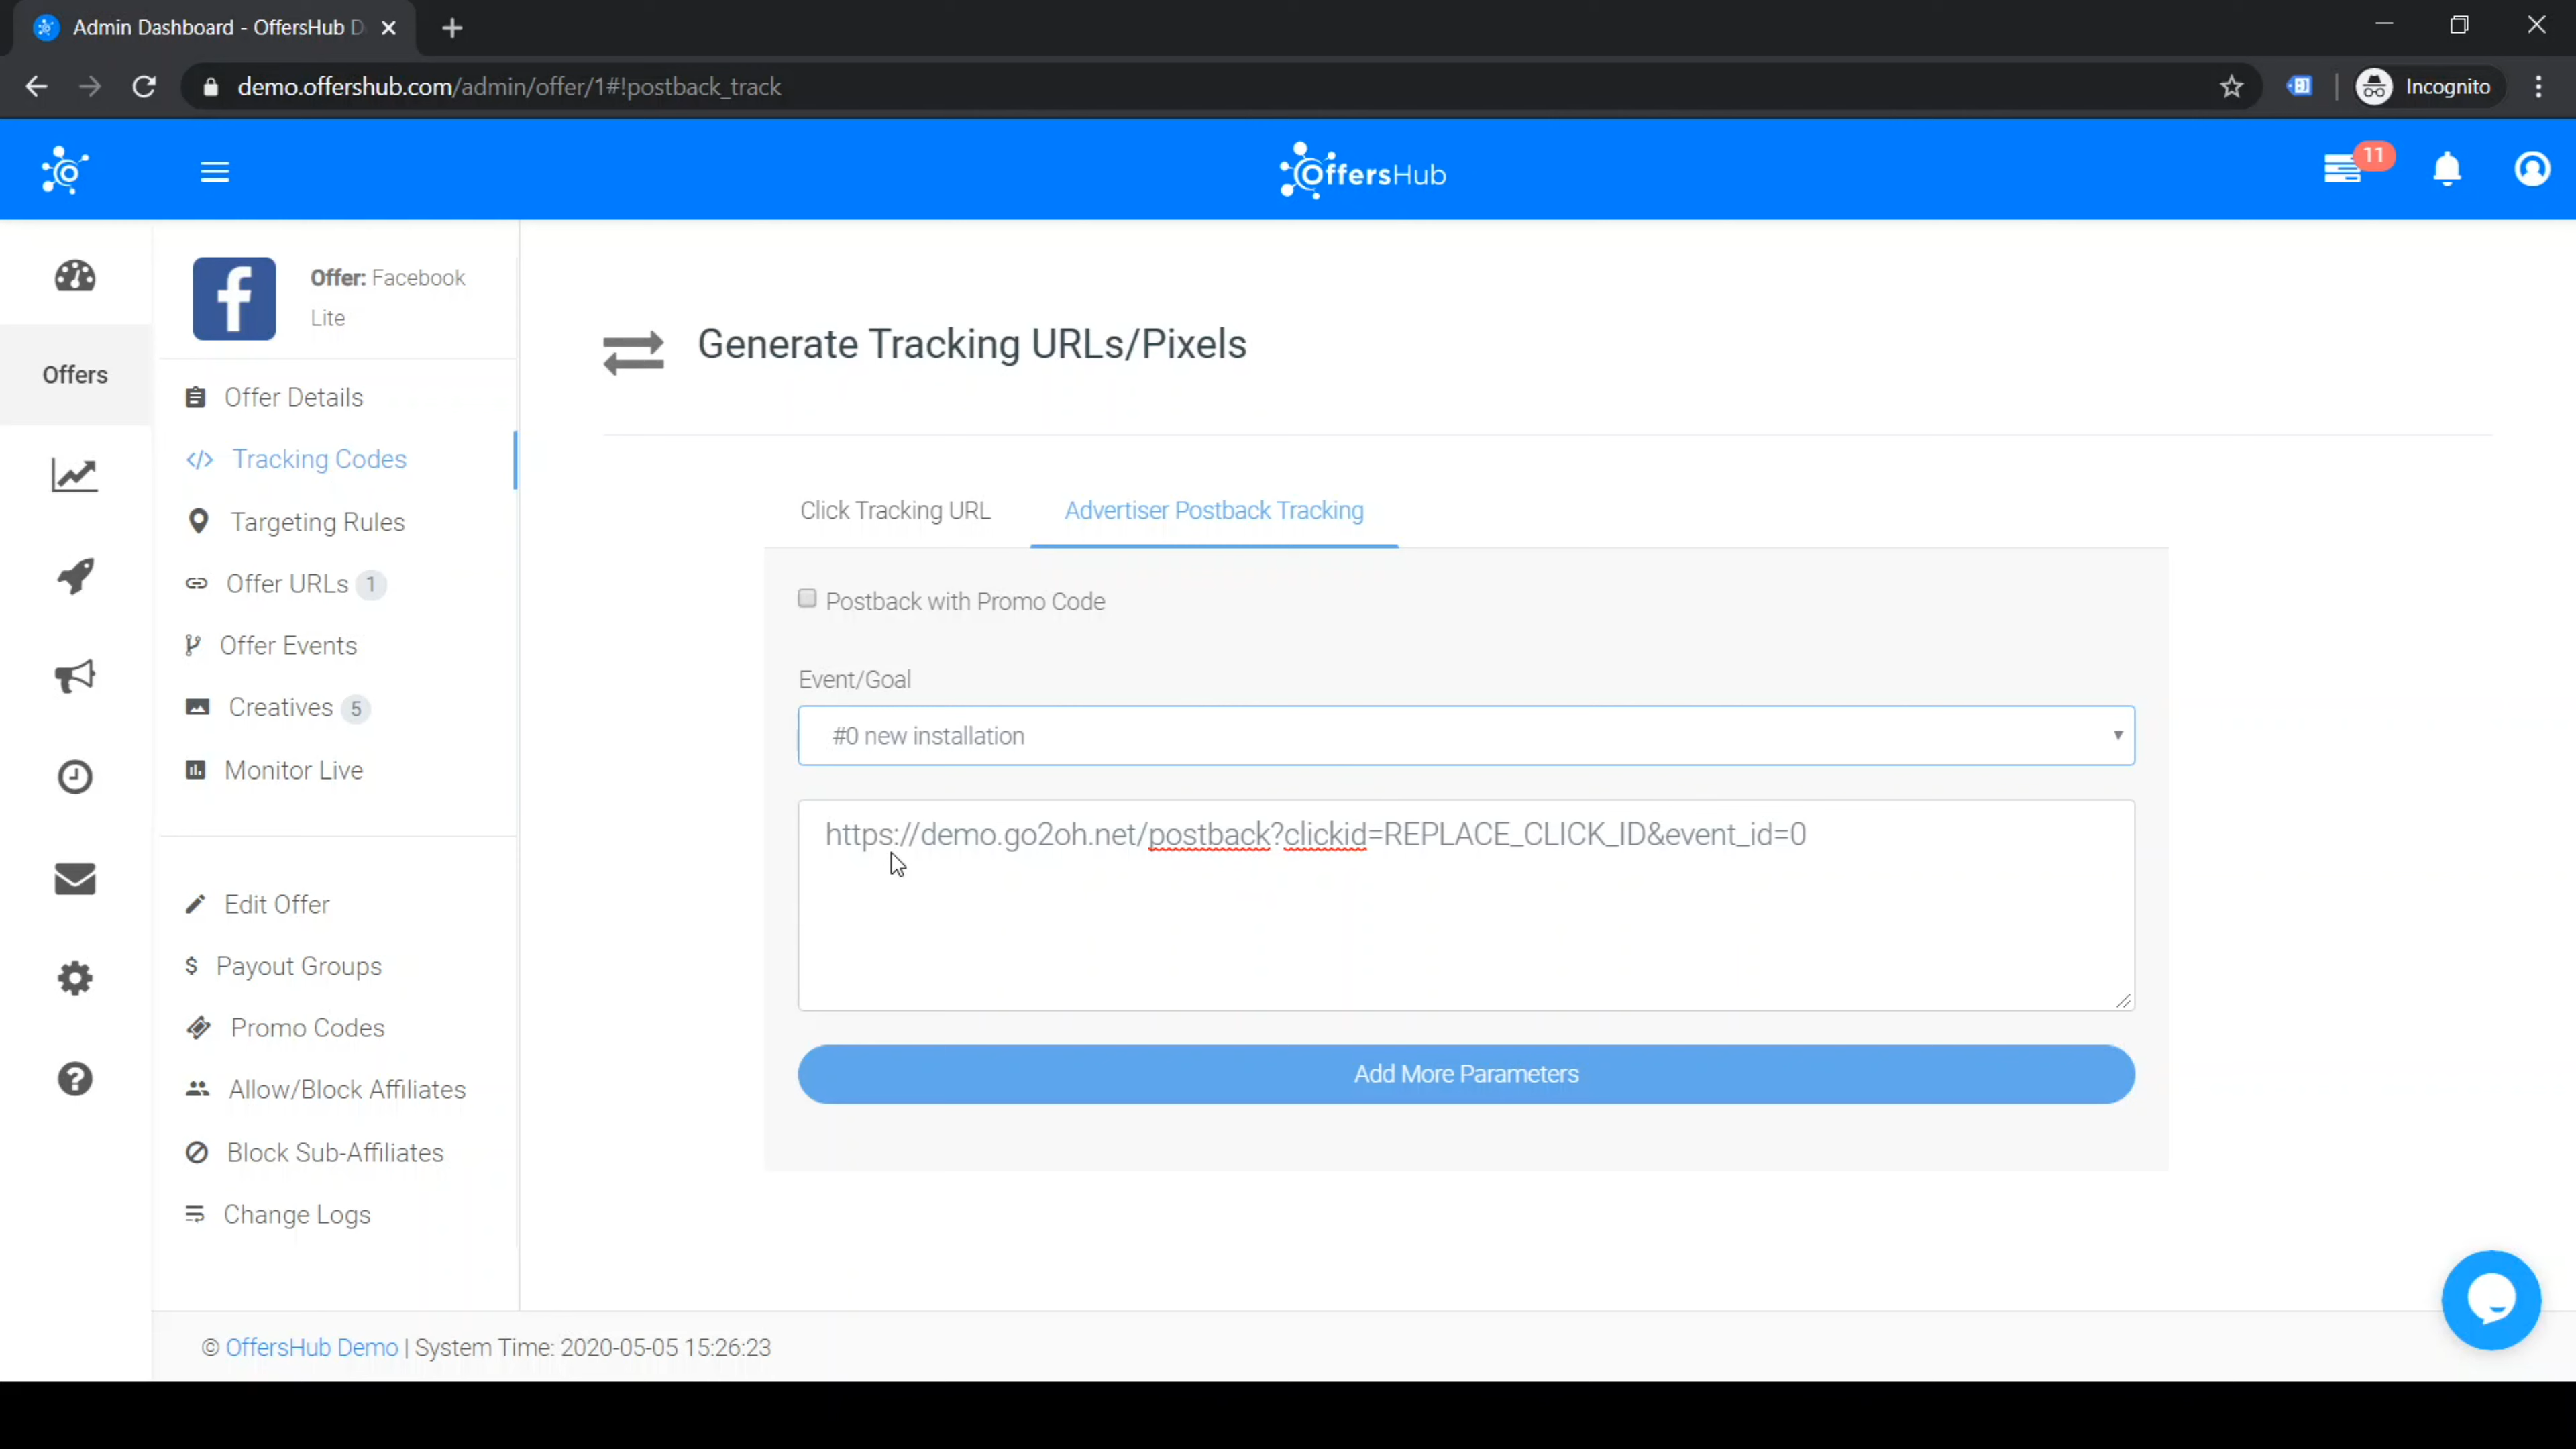 Admin Dashboard - OffersHub D
demo.offershub.com/admin/offer/1#!postback_track
Incognito
OffersHub
11
Offer: Facebook
Lite
Offers
Offer Details
Tracking Codes
Targeting Rules
Offer URLs 1
Offer Events
Creatives 5
Monitor Live
Edit Offer
$ Payout Groups
Promo Codes
Allow/Block Affiliates
Block Sub-Affiliates
Change Logs
Generate Tracking URLs/Pixels
Click Tracking URL Advertiser Postback Tracking
Postback with Promo Code
Event/Goal
#0 new installation
https://demo.go2oh.net/postback?clickid=REPLACE_CLICK_ID&event_id=0
Add More Parameters
© OffersHub Demo | System Time: 2020-05-05 15:26:23